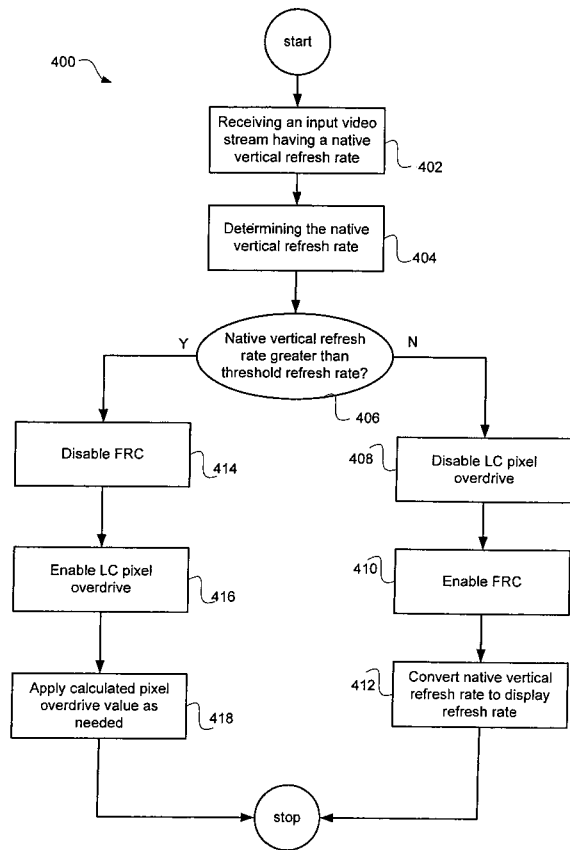 start
400
Receiving an input video
stream having a native
vertical refresh rate
402
Determining the native
vertical refresh rate
404
Y
Native vertical refresh
rate greater than
threshold refresh rate?
N
406
Disable FRC
414
408
Disable LC pixel
overdrive
Enable LC pixel
overdrive
416
410
Enable FRC
Apply calculated pixel
overdrive value as
needed
418
412
Convert native vertical
refresh rate to display
refresh rate
stop